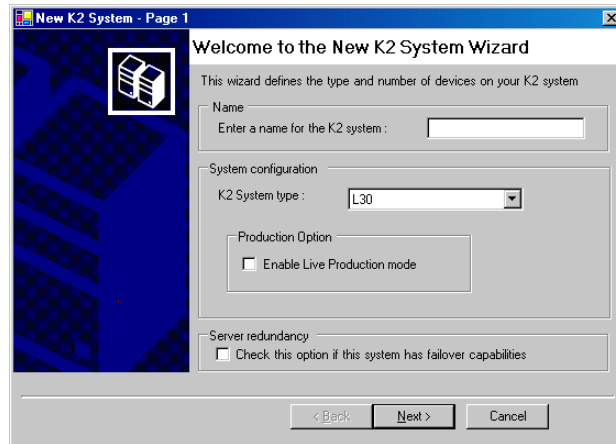 New K2 System - Page 1
Welcome to the New K2 System Wizard
This wizard defines the type and number of devices on your K2 system
Name
Enter a name for the K2 system :
System configuration
K2 System type :
L30
Production Option
Enable Live Production mode
Server redundancy
Check this option if this system has failover capabilities
< Back
Next >
Cancel